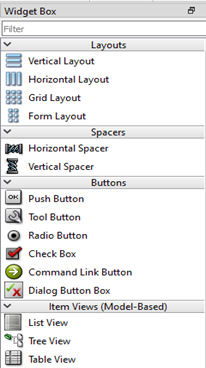 Widget Box
Filter
Layouts
Vertical Layout
Horizontal Layout
Grid Layout
Form Layout
Spacers
Horizontal Spacer
Vertical Spacer
Buttons
OK Push Button
Tool Button
Radio Button
Check Box
Command Link Button
Dialog Button Box
Item Views (Model-Based)
List View
Tree View
Table View